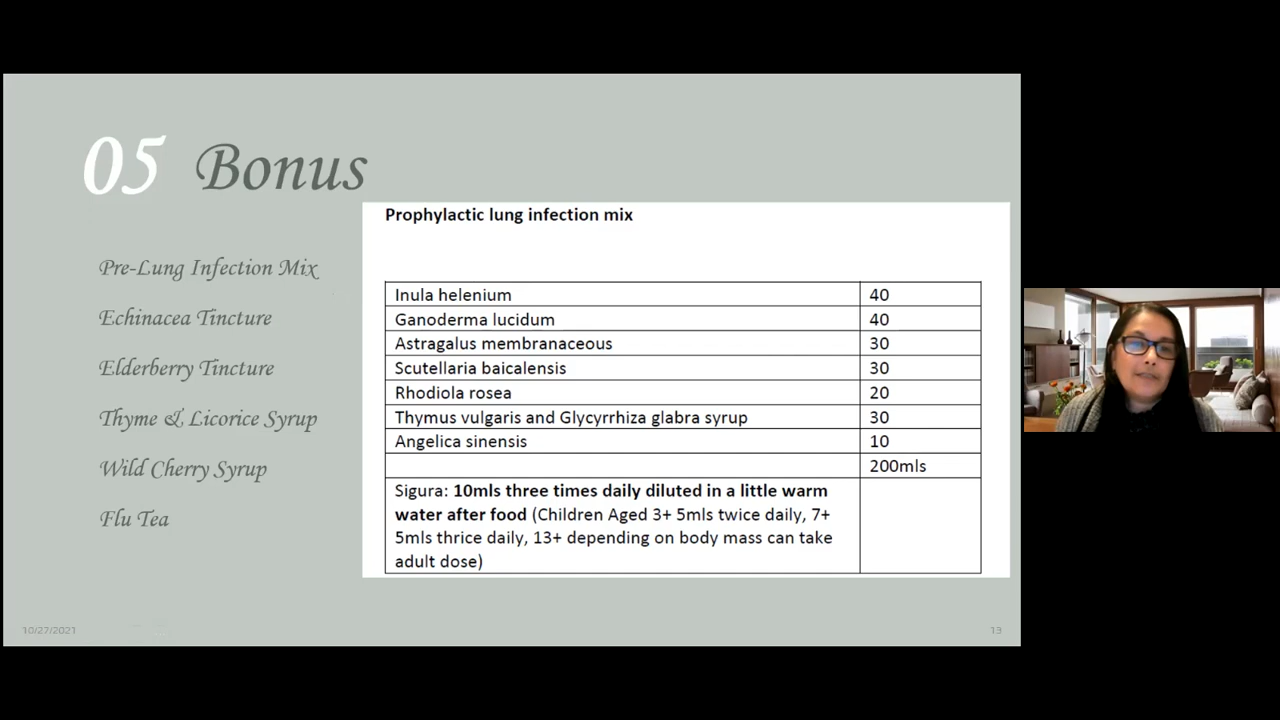 05 Bonus
Pre-Lung Infection Mix
Echinacea Tincture
Elderberry Tincture
Thyme & Licorice Syrup
Wild Cherry Syrup
Flu Tea
Prophylactic lung infection mix
Inula helenium 40
Ganoderma lucidum 40
Astragalus membranaceous 30
Scutellaria baicalensis 30
Rhodiola rosea 20
Thymus vulgaris and Glycyrrhiza glabra syrup 30
Angelica sinensis 10
200mls
Sigura: 10mls three times daily diluted in a little warm
water after food (Children Aged 3+ 5mls twice daily, 7+
5mls thrice daily, 13+ depending on body mass can take
adult dose)
10/27/2021
13